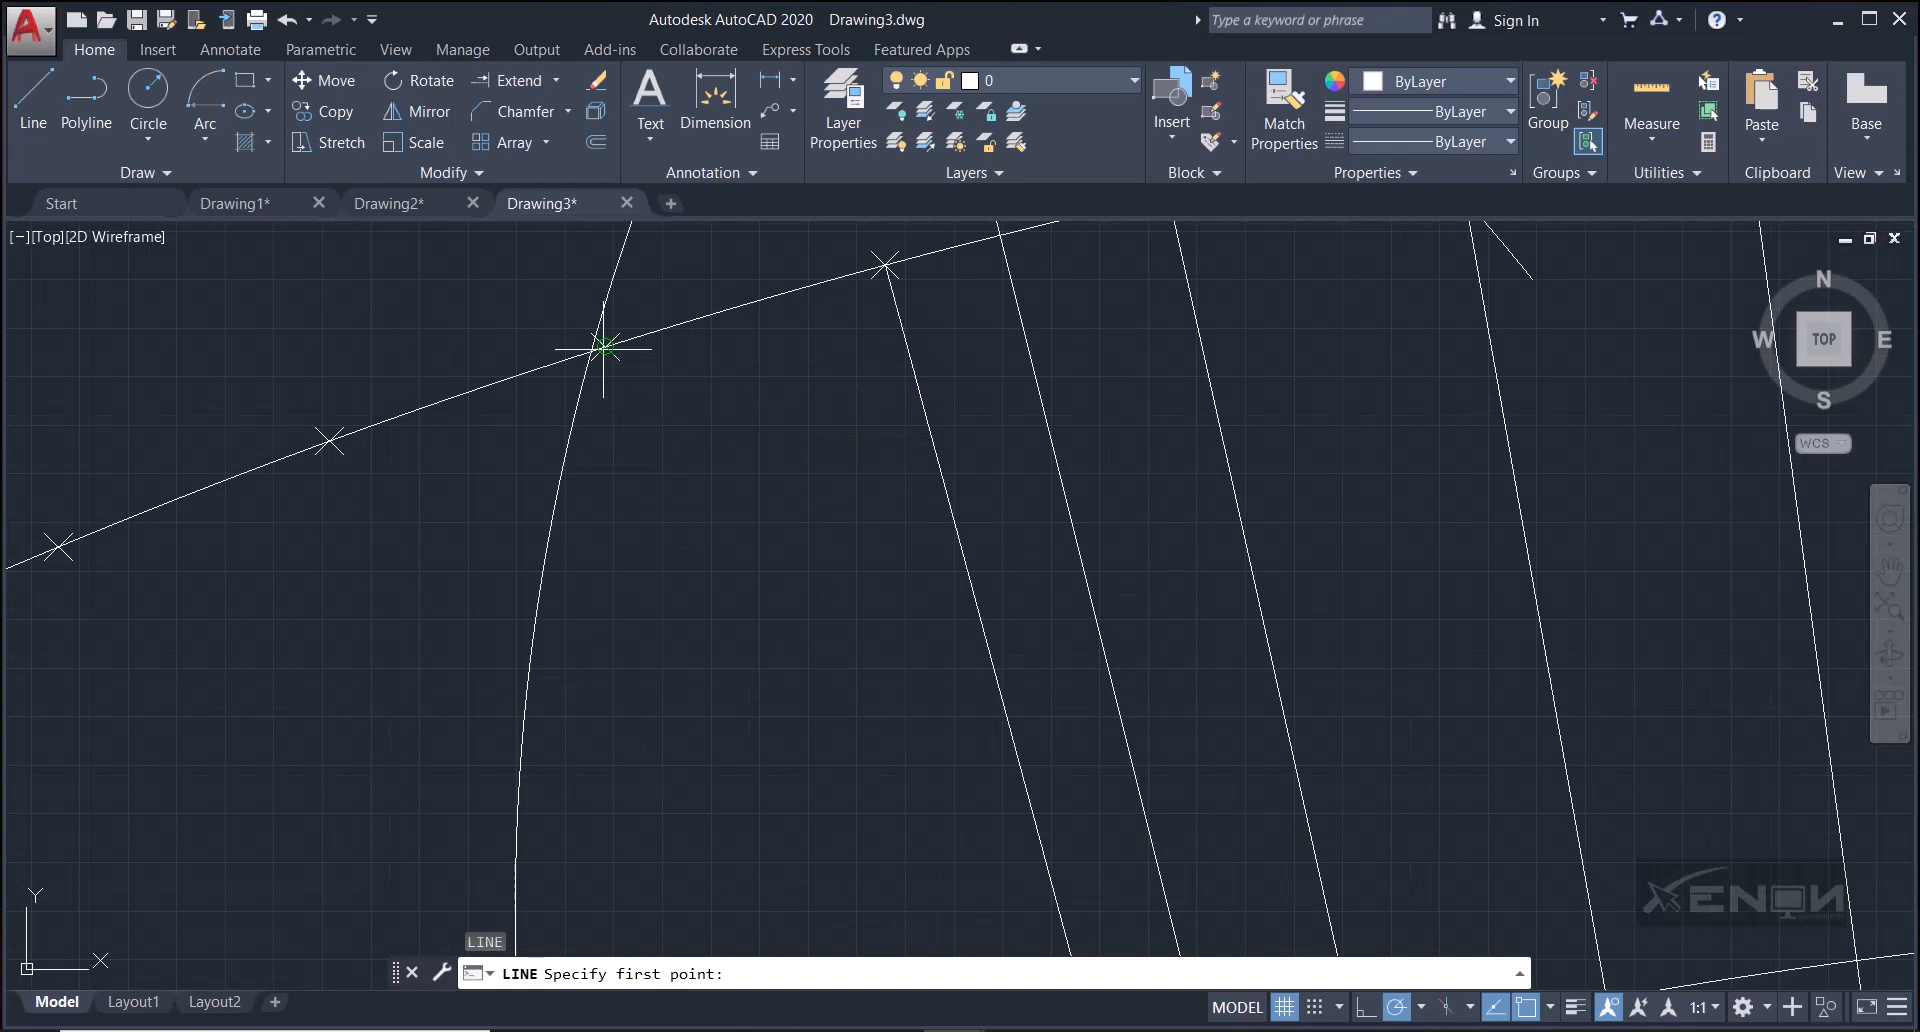 Autodesk AutoCAD 2020 Drawing3.dwg
Type a keyword or phrase
Sign In
Home Insert Annotate Parametric View Manage Output Add-ins Collaborate Express Tools Featured Apps
Line Polyline Circle Arc
Move Rotate Extend
Copy Mirror Chamfer
Stretch Scale Array
Text Dimension
Layer Properties
0
Insert
Match Properties
ByLayer
ByLayer
ByLayer
Group
Measure
Paste
Base
Draw Modify Annotation Layers Block Properties Groups Utilities Clipboard View
Start Drawing1* Drawing2* Drawing3*
[−][Top][2D Wireframe]
N
W TOP E
S
WCS
XENON
Y
X
LINE
LINE Specify first point:
Model Layout1 Layout2
MODEL 1:1